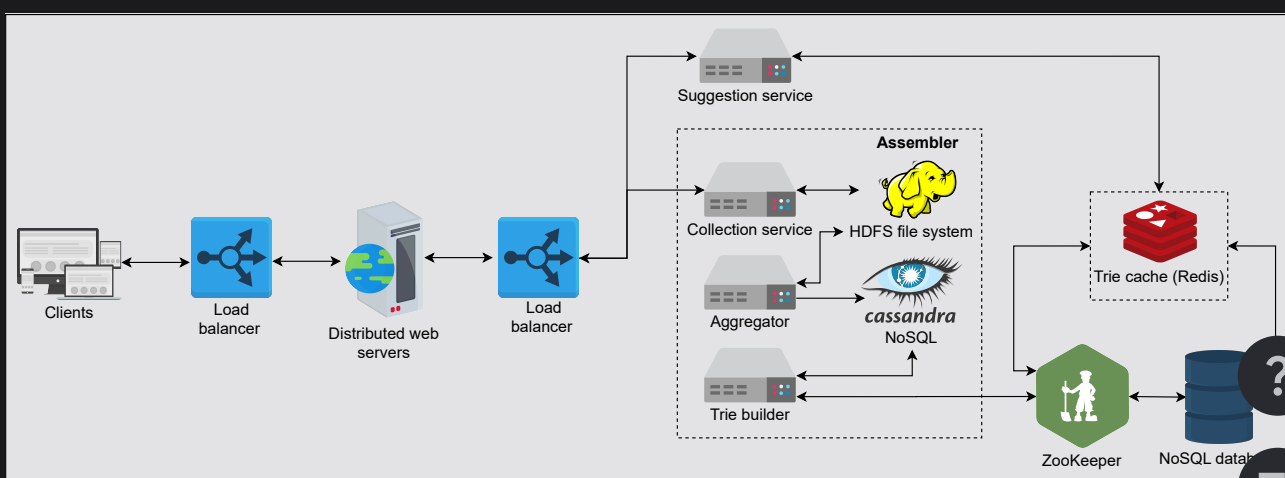 Suggestion service
Assembler
Collection service
HDFS file system
Trie cache (Redis)
Clients
Load
balancer
Distributed web
servers
Load
balancer
Aggregator
cassandra
NoSQL
Trie builder
ZooKeeper
NoSQL
?